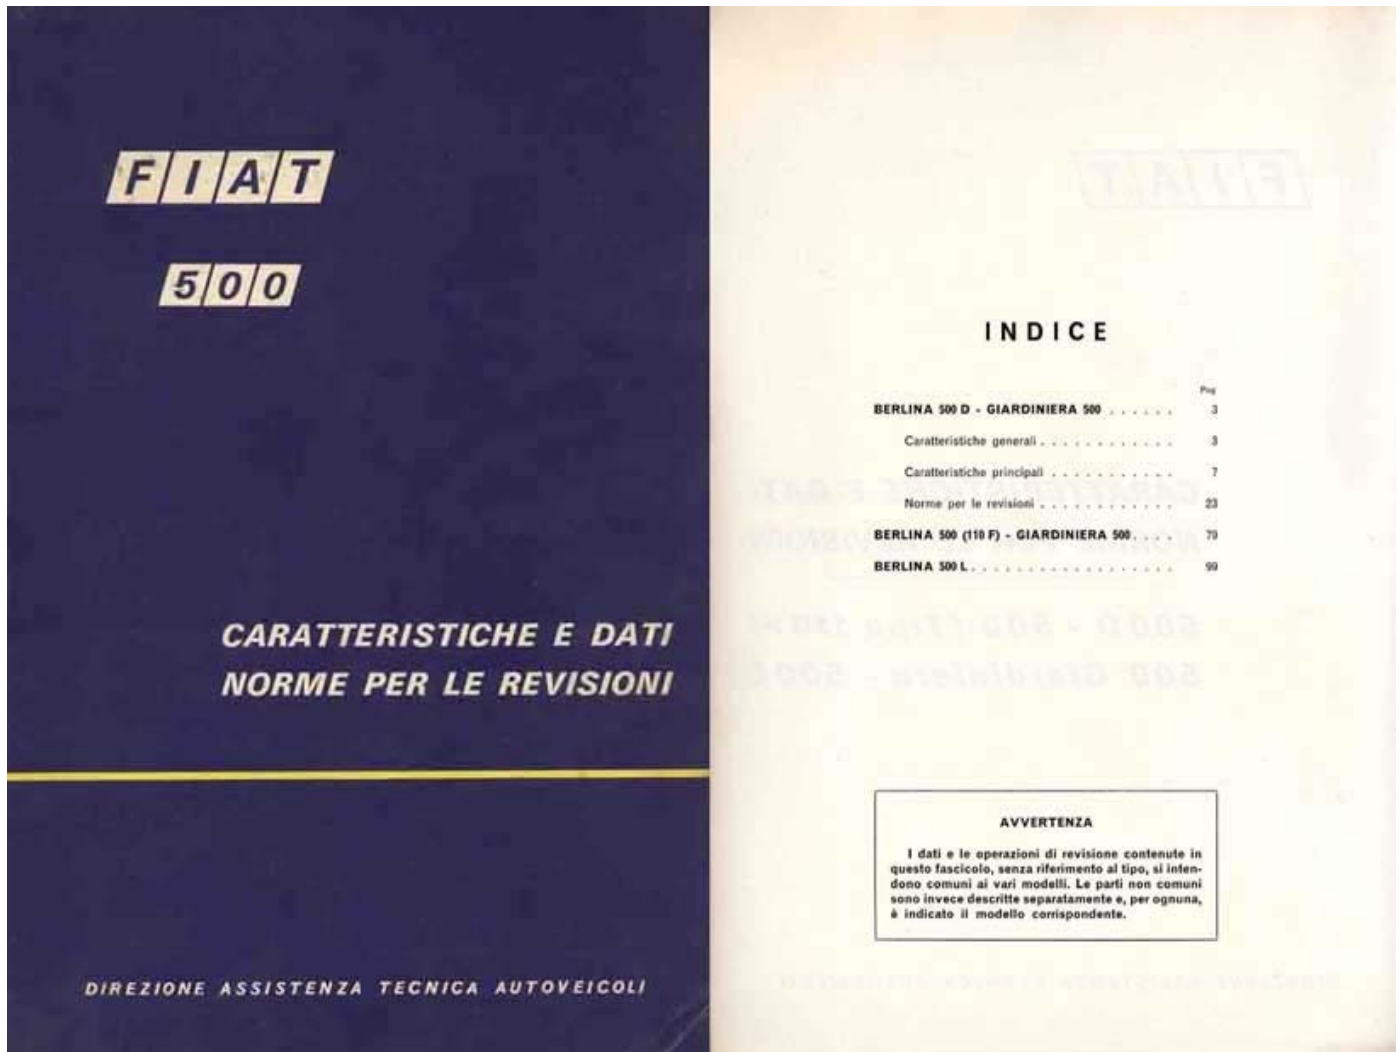 FIAT
500
CARATTERISTICHE E DATI
NORME PER LE REVISIONI
DIREZIONE ASSISTENZA TECNICA AUTOVEICOLI
INDICE
Pag
BERLINA 500 D - GIARDINIERA 500 . . . . . . 3
Caratteristiche generali . . . . . . . . . . . . 3
Caratteristiche principali . . . . . . . . . . . 7
Norme per le revisioni . . . . . . . . . . . . 23
BERLINA 500 (110 F) - GIARDINIERA 500 . . . 79
BERLINA 500 L . . . . . . . . . . . . . . . . . . 99
AVVERTENZA
I dati e le operazioni di revisione contenute in
questo fascicolo, senza riferimento al tipo, si inten-
dono comuni ai vari modelli. Le parti non comuni
sono invece descritte separatamente e, per ognuna,
è indicato il modello corrispondente.